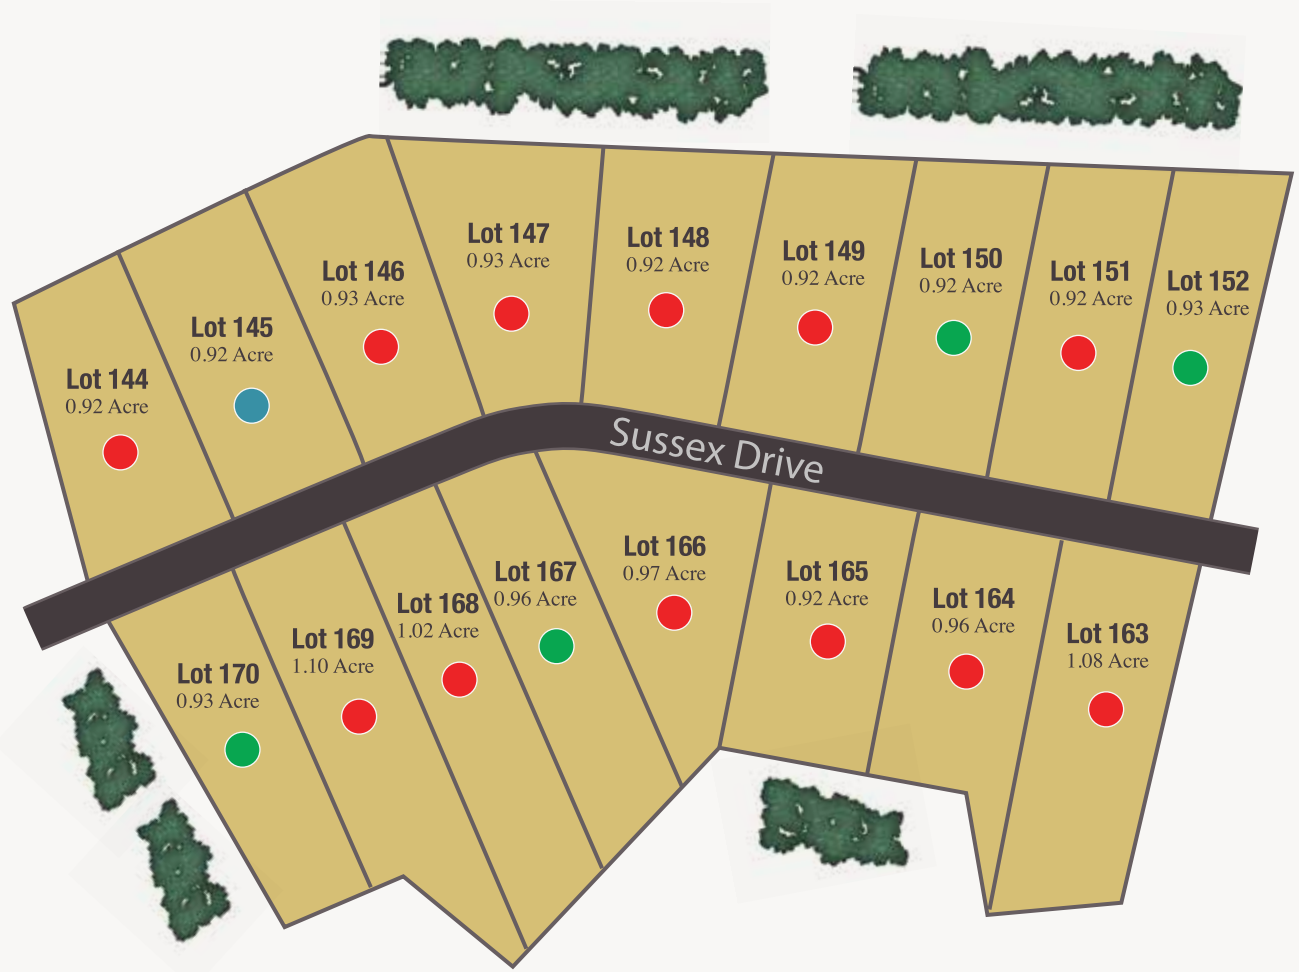 Lot 144
0.92 Acre
Lot 145
0.92 Acre
Lot 146
0.93 Acre
Lot 147
0.93 Acre
Lot 148
0.92 Acre
Lot 149
0.92 Acre
Lot 150
0.92 Acre
Lot 151
0.92 Acre
Lot 152
0.93 Acre
Sussex Drive
Lot 170
0.93 Acre
Lot 169
1.10 Acre
Lot 168
1.02 Acre
Lot 167
0.96 Acre
Lot 166
0.97 Acre
Lot 165
0.92 Acre
Lot 164
0.96 Acre
Lot 163
1.08 Acre